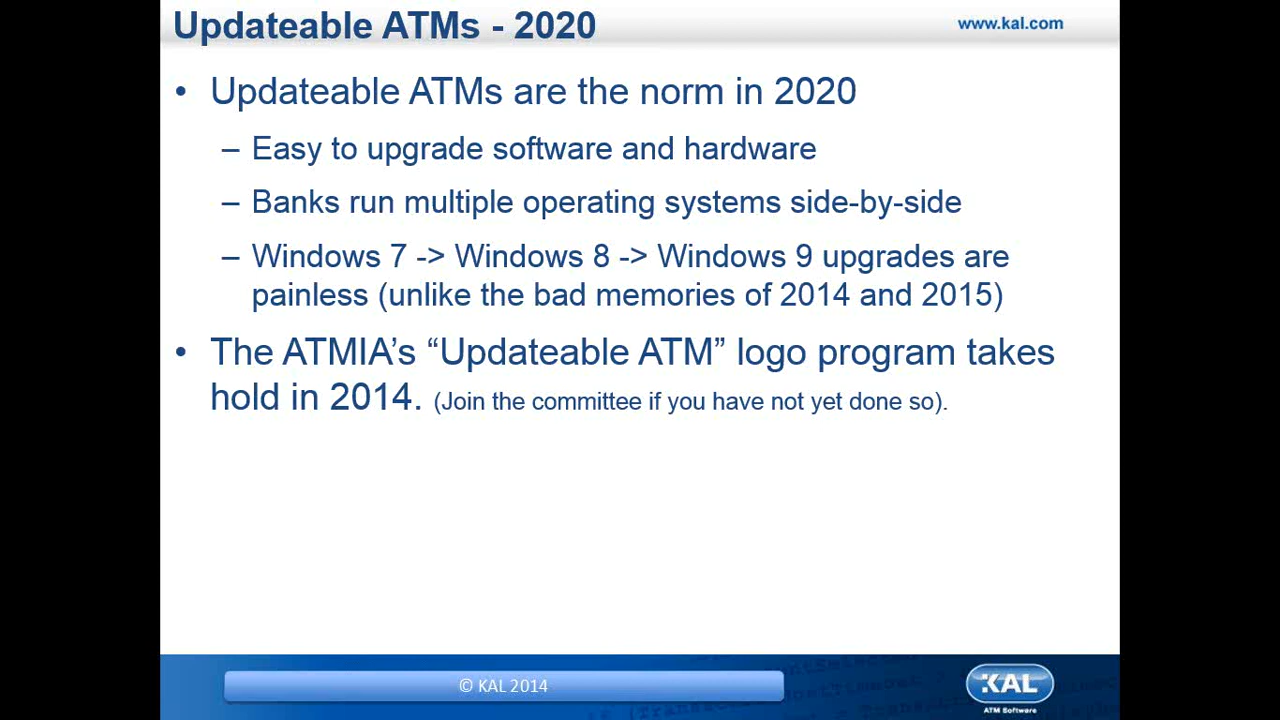 Updateable ATMs - 2020
www.kal.com
• Updateable ATMs are the norm in 2020
– Easy to upgrade software and hardware
– Banks run multiple operating systems side-by-side
– Windows 7 -> Windows 8 -> Windows 9 upgrades are
painless (unlike the bad memories of 2014 and 2015)
• The ATMIA’s “Updateable ATM” logo program takes
hold in 2014. (Join the committee if you have not yet done so).
© KAL 2014
KAL
ATM Software